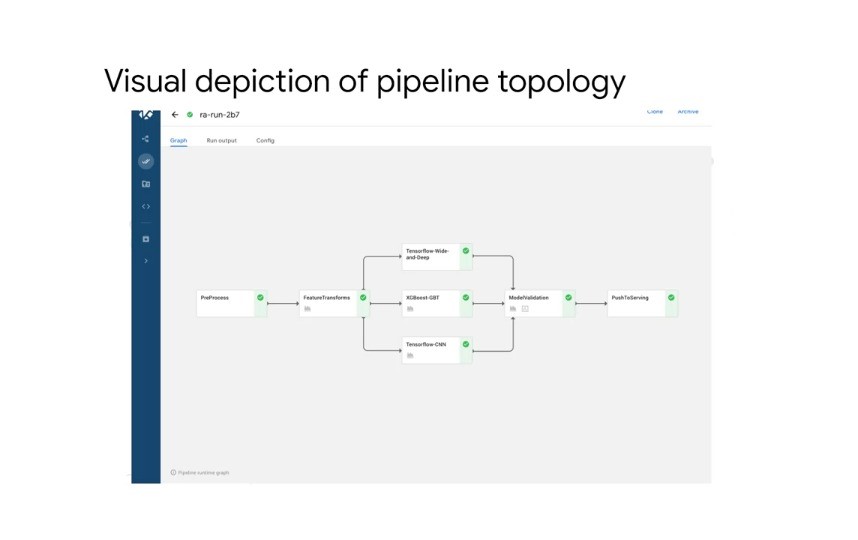 Visual depiction of pipeline topology
ra-run-2b7
Clone
Archive
Graph
Run output
Config
Tensorflow-Wide-
and-Deep
PreProcess
FeatureTransforms
XGBoost-GBT
ModelValidation
PushToServing
Tensorflow-CNN
Pipeline runtime graph